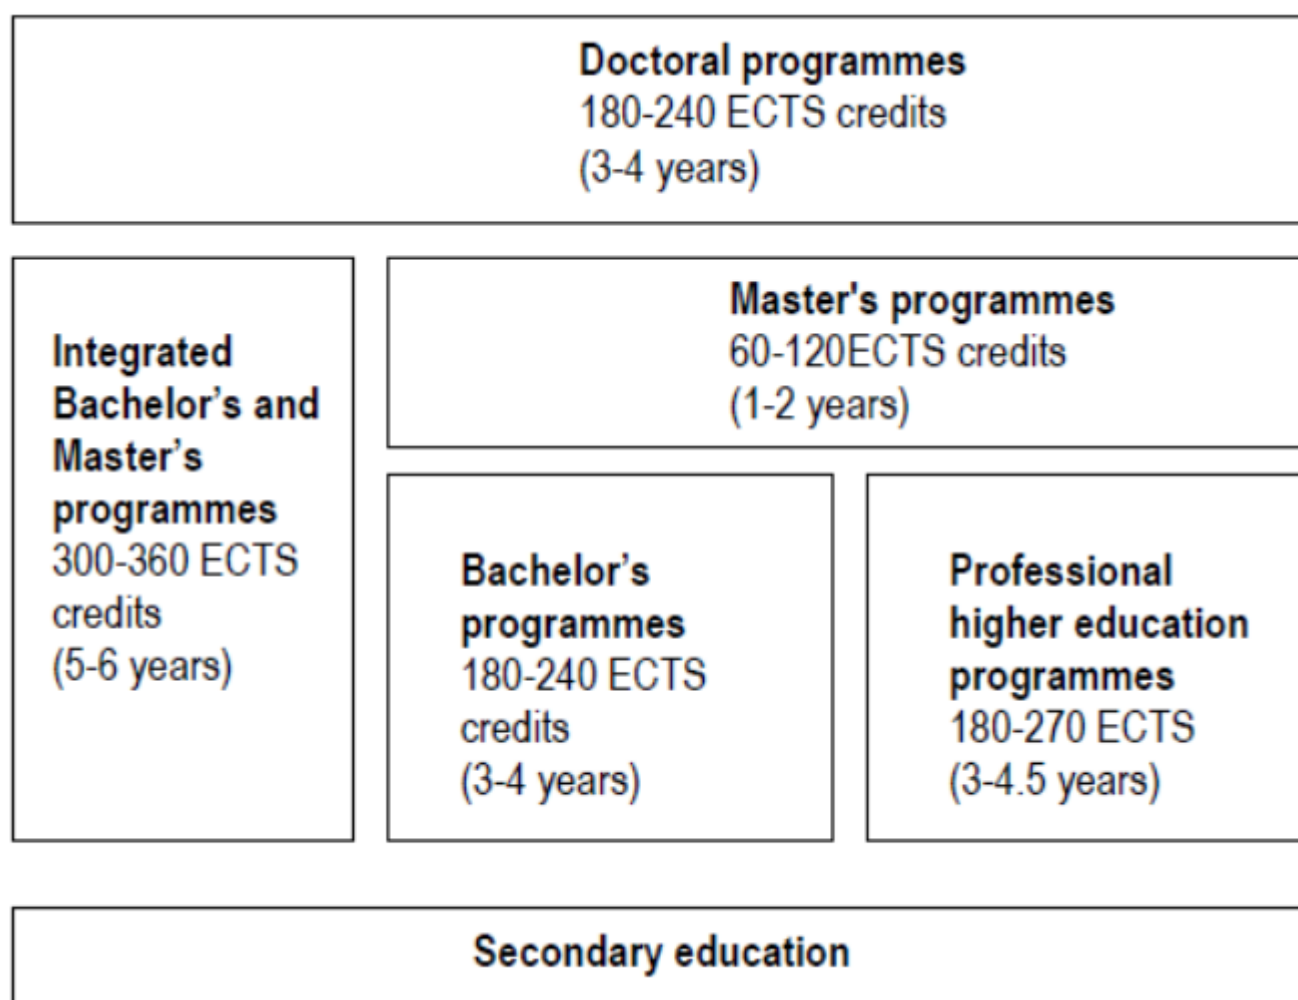 Doctoral programmes
180-240 ECTS credits
(3-4 years)
Integrated
Bachelor’s and
Master’s
programmes
300-360 ECTS
credits
(5-6 years)
Master's programmes
60-120ECTS credits
(1-2 years)
Bachelor’s
programmes
180-240 ECTS
credits
(3-4 years)
Professional
higher education
programmes
180-270 ECTS
(3-4.5 years)
Secondary education